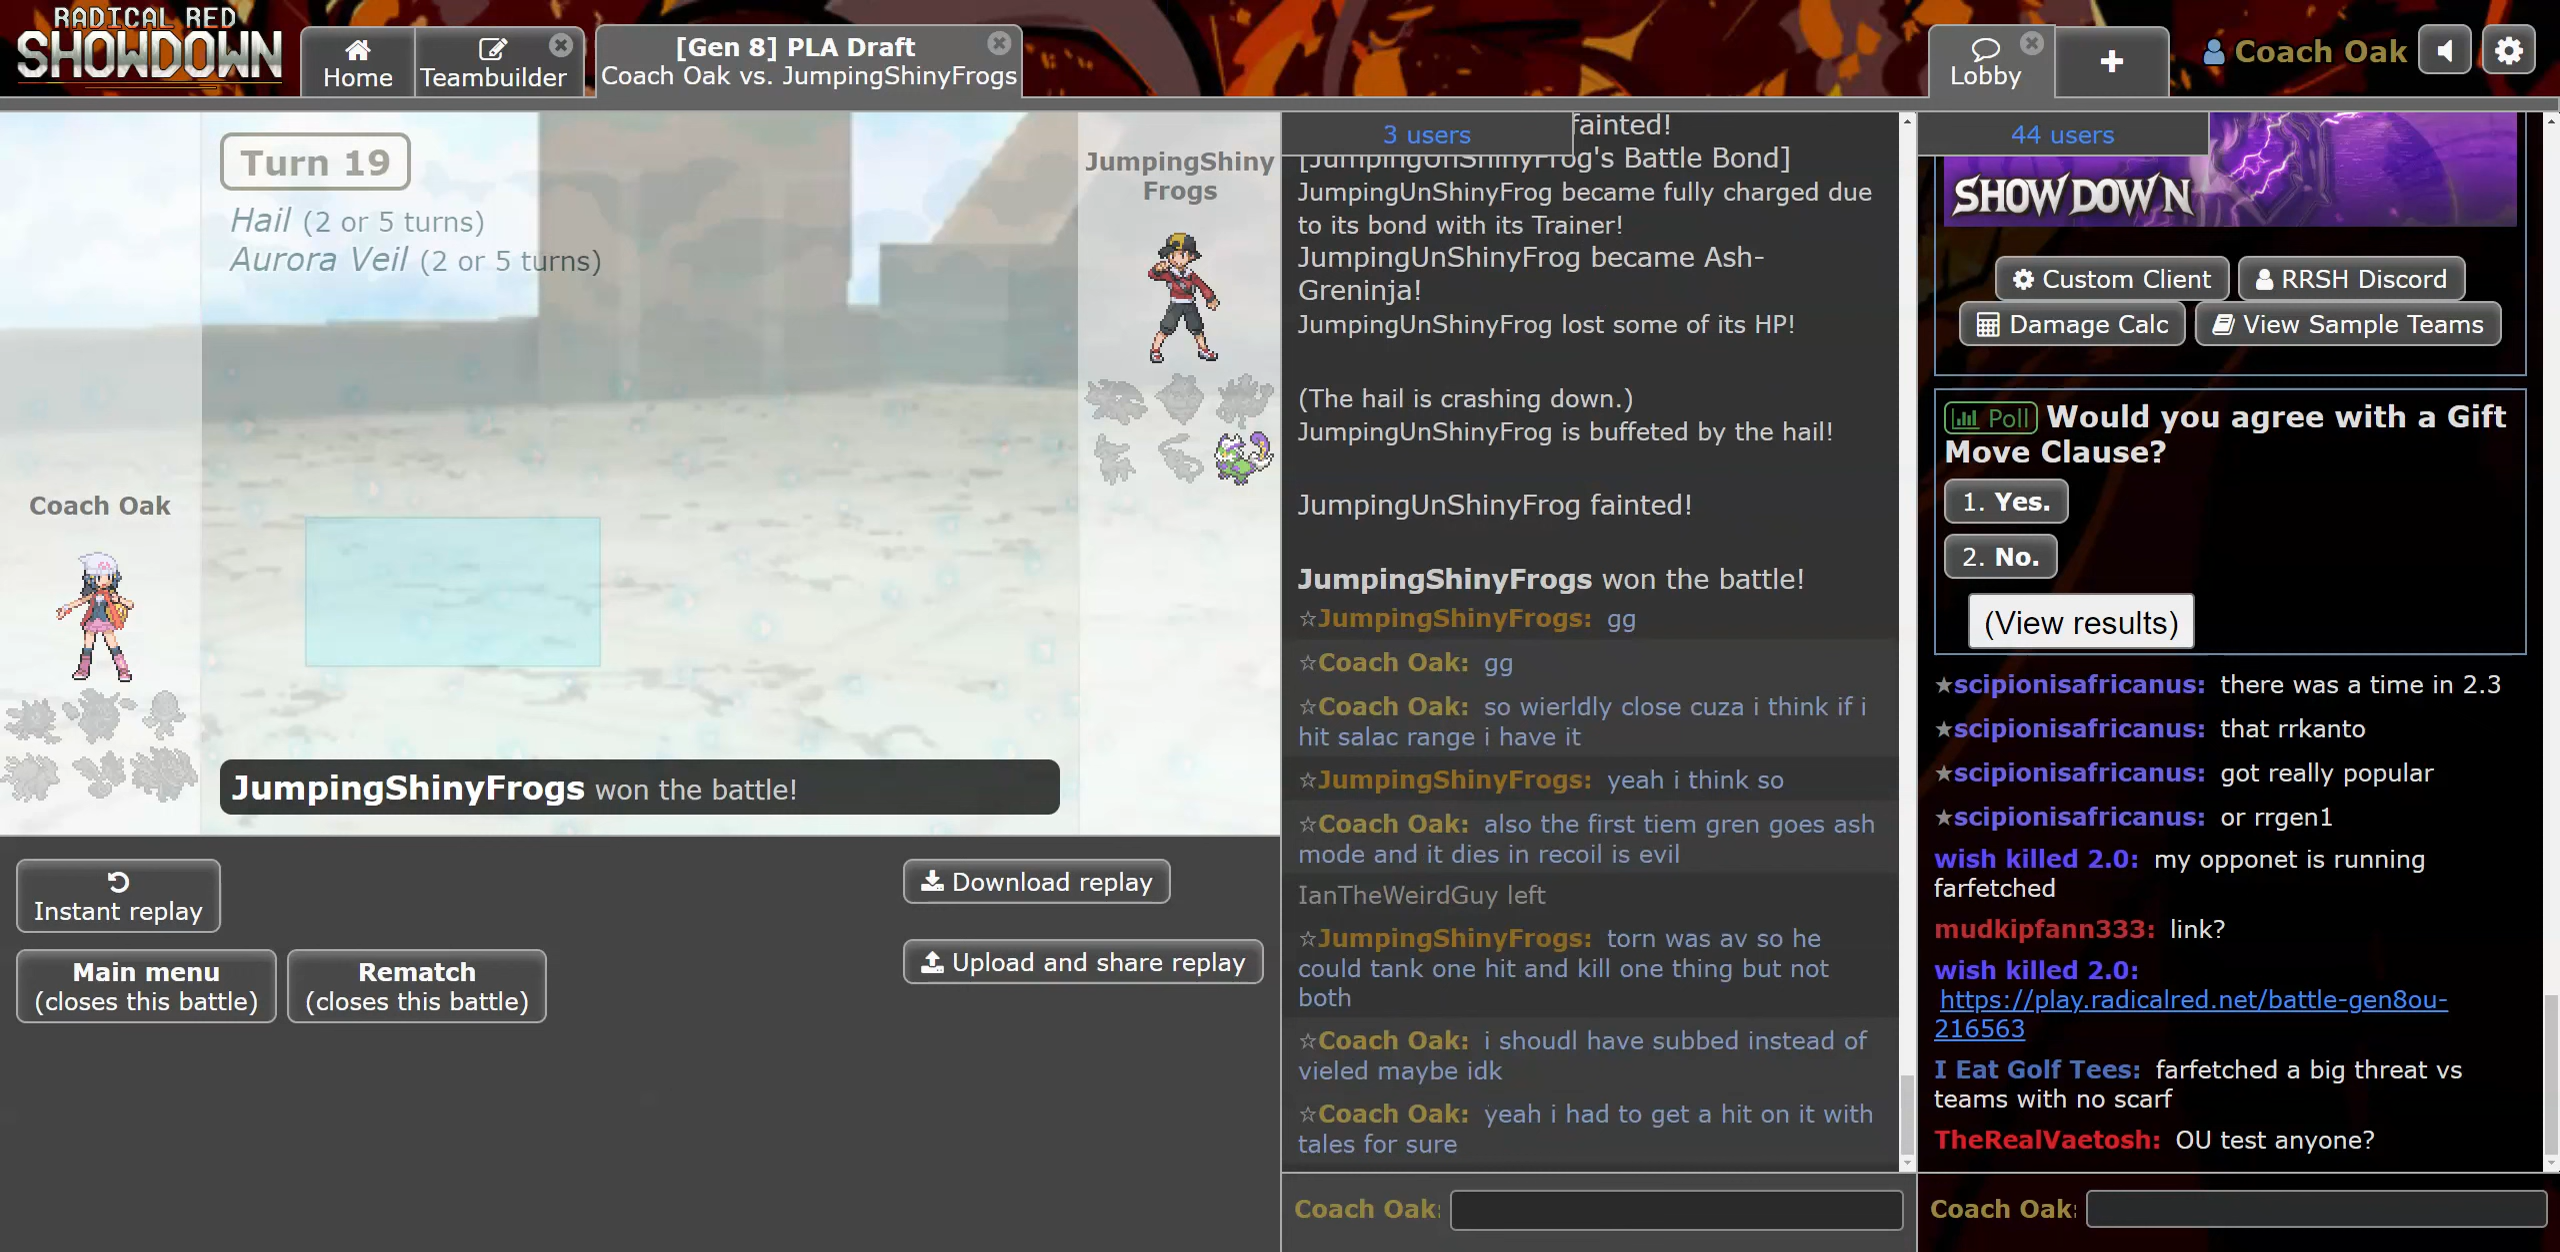 RADICAL RED
SHOWDOWN
Home
Teambuilder
[Gen 8] PLA Draft
Coach Oak vs. JumpingShinyFrogs
Lobby
Coach Oak
Turn 19
Hail (2 or 5 turns)
Aurora Veil (2 or 5 turns)
JumpingShiny
Frogs
Coach Oak
JumpingShinyFrogs won the battle!
Instant replay
Main menu
(closes this battle)
Rematch
(closes this battle)
Download replay
Upload and share replay
3 users
fainted!
[JumpingUnShinyFrog's Battle Bond]
JumpingUnShinyFrog became fully charged due
to its bond with its Trainer!
JumpingUnShinyFrog became Ash-
Greninja!
JumpingUnShinyFrog lost some of its HP!
(The hail is crashing down.)
JumpingUnShinyFrog is buffeted by the hail!
JumpingUnShinyFrog fainted!
JumpingShinyFrogs won the battle!
☆JumpingShinyFrogs: gg
☆Coach Oak: gg
☆Coach Oak: so wierldly close cuza i think if i
hit salac range i have it
☆JumpingShinyFrogs: yeah i think so
☆Coach Oak: also the first tiem gren goes ash
mode and it dies in recoil is evil
IanTheWeirdGuy left
☆JumpingShinyFrogs: torn was av so he
could tank one hit and kill one thing but not
both
☆Coach Oak: i shoudl have subbed instead of
vieled maybe idk
☆Coach Oak: yeah i had to get a hit on it with
tales for sure
Coach Oak:
44 users
SHOWDOWN
Custom Client
RRSH Discord
Damage Calc
View Sample Teams
Poll Would you agree with a Gift
Move Clause?
1. Yes.
2. No.
(View results)
★scipionisafricanus: there was a time in 2.3
★scipionisafricanus: that rrkanto
★scipionisafricanus: got really popular
★scipionisafricanus: or rrgen1
wish killed 2.0: my opponet is running
farfetched
mudkipfann333: link?
wish killed 2.0:
https://play.radicalred.net/battle-gen8ou-
216563
I Eat Golf Tees: farfetched a big threat vs
teams with no scarf
TheRealVaetosh: OU test anyone?
Coach Oak: